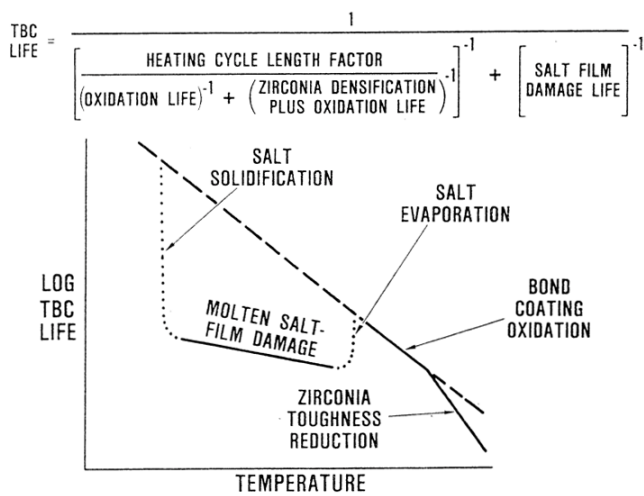 TBC LIFE =
1
HEATING CYCLE LENGTH FACTOR
(OXIDATION LIFE)⁻¹ + (ZIRCONIA DENSIFICATION PLUS OXIDATION LIFE)⁻¹
[ ]⁻¹ + [SALT FILM DAMAGE LIFE]⁻¹
SALT
SOLIDIFICATION
SALT
EVAPORATION
LOG
TBC
LIFE
MOLTEN SALT-
FILM DAMAGE
BOND
COATING
OXIDATION
ZIRCONIA
TOUGHNESS
REDUCTION
TEMPERATURE